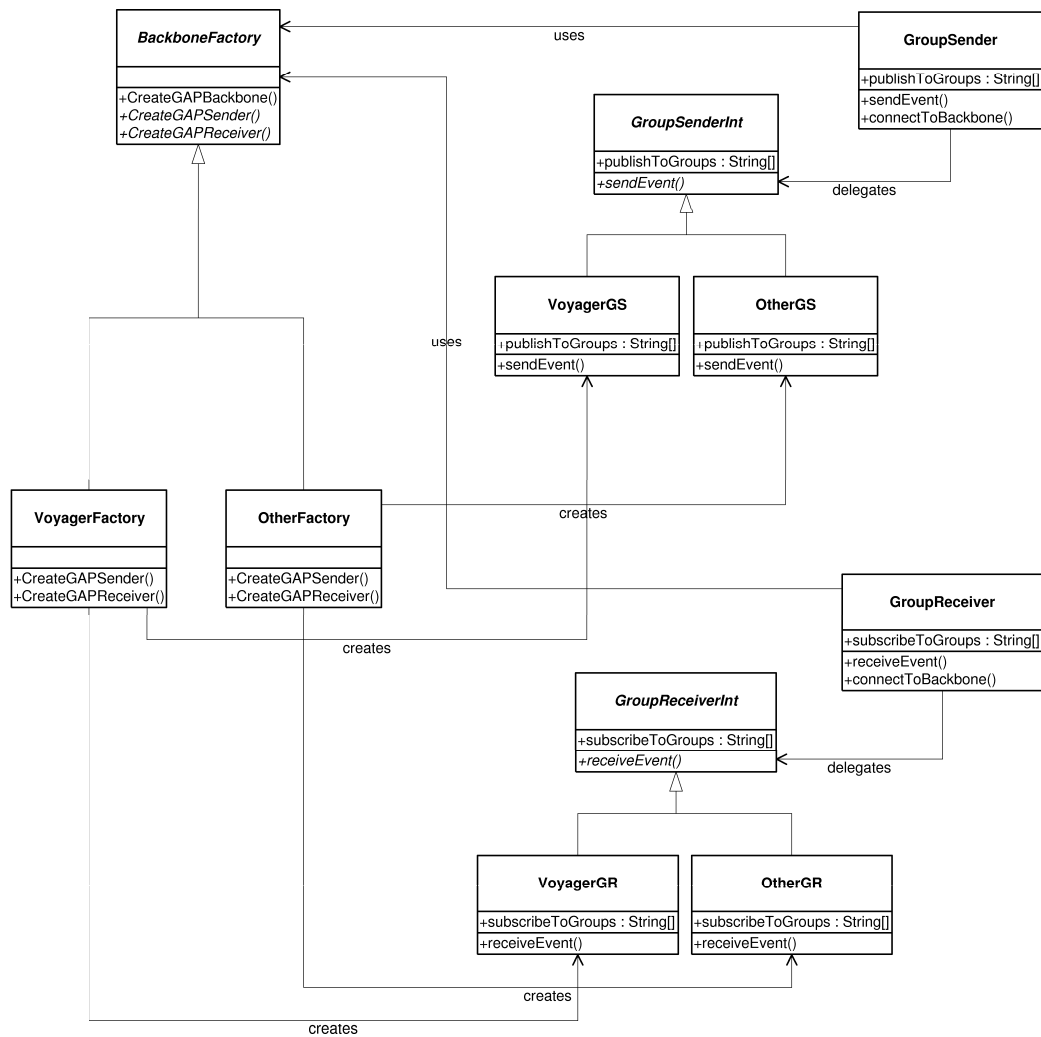 BackboneFactory
+CreateGAPBackbone()
+CreateGAPSender()
+CreateGAPReceiver()
uses
GroupSender
+publishToGroups : String[]
+sendEvent()
+connectToBackbone()
GroupSenderInt
+publishToGroups : String[]
+sendEvent()
delegates
VoyagerGS
+publishToGroups : String[]
+sendEvent()
OtherGS
+publishToGroups : String[]
+sendEvent()
uses
VoyagerFactory
+CreateGAPSender()
+CreateGAPReceiver()
OtherFactory
+CreateGAPSender()
+CreateGAPReceiver()
creates
creates
GroupReceiver
+subscribeToGroups : String[]
+receiveEvent()
+connectToBackbone()
GroupReceiverInt
+subscribeToGroups : String[]
+receiveEvent()
delegates
VoyagerGR
+subscribeToGroups : String[]
+receiveEvent()
OtherGR
+subscribeToGroups : String[]
+receiveEvent()
creates
creates